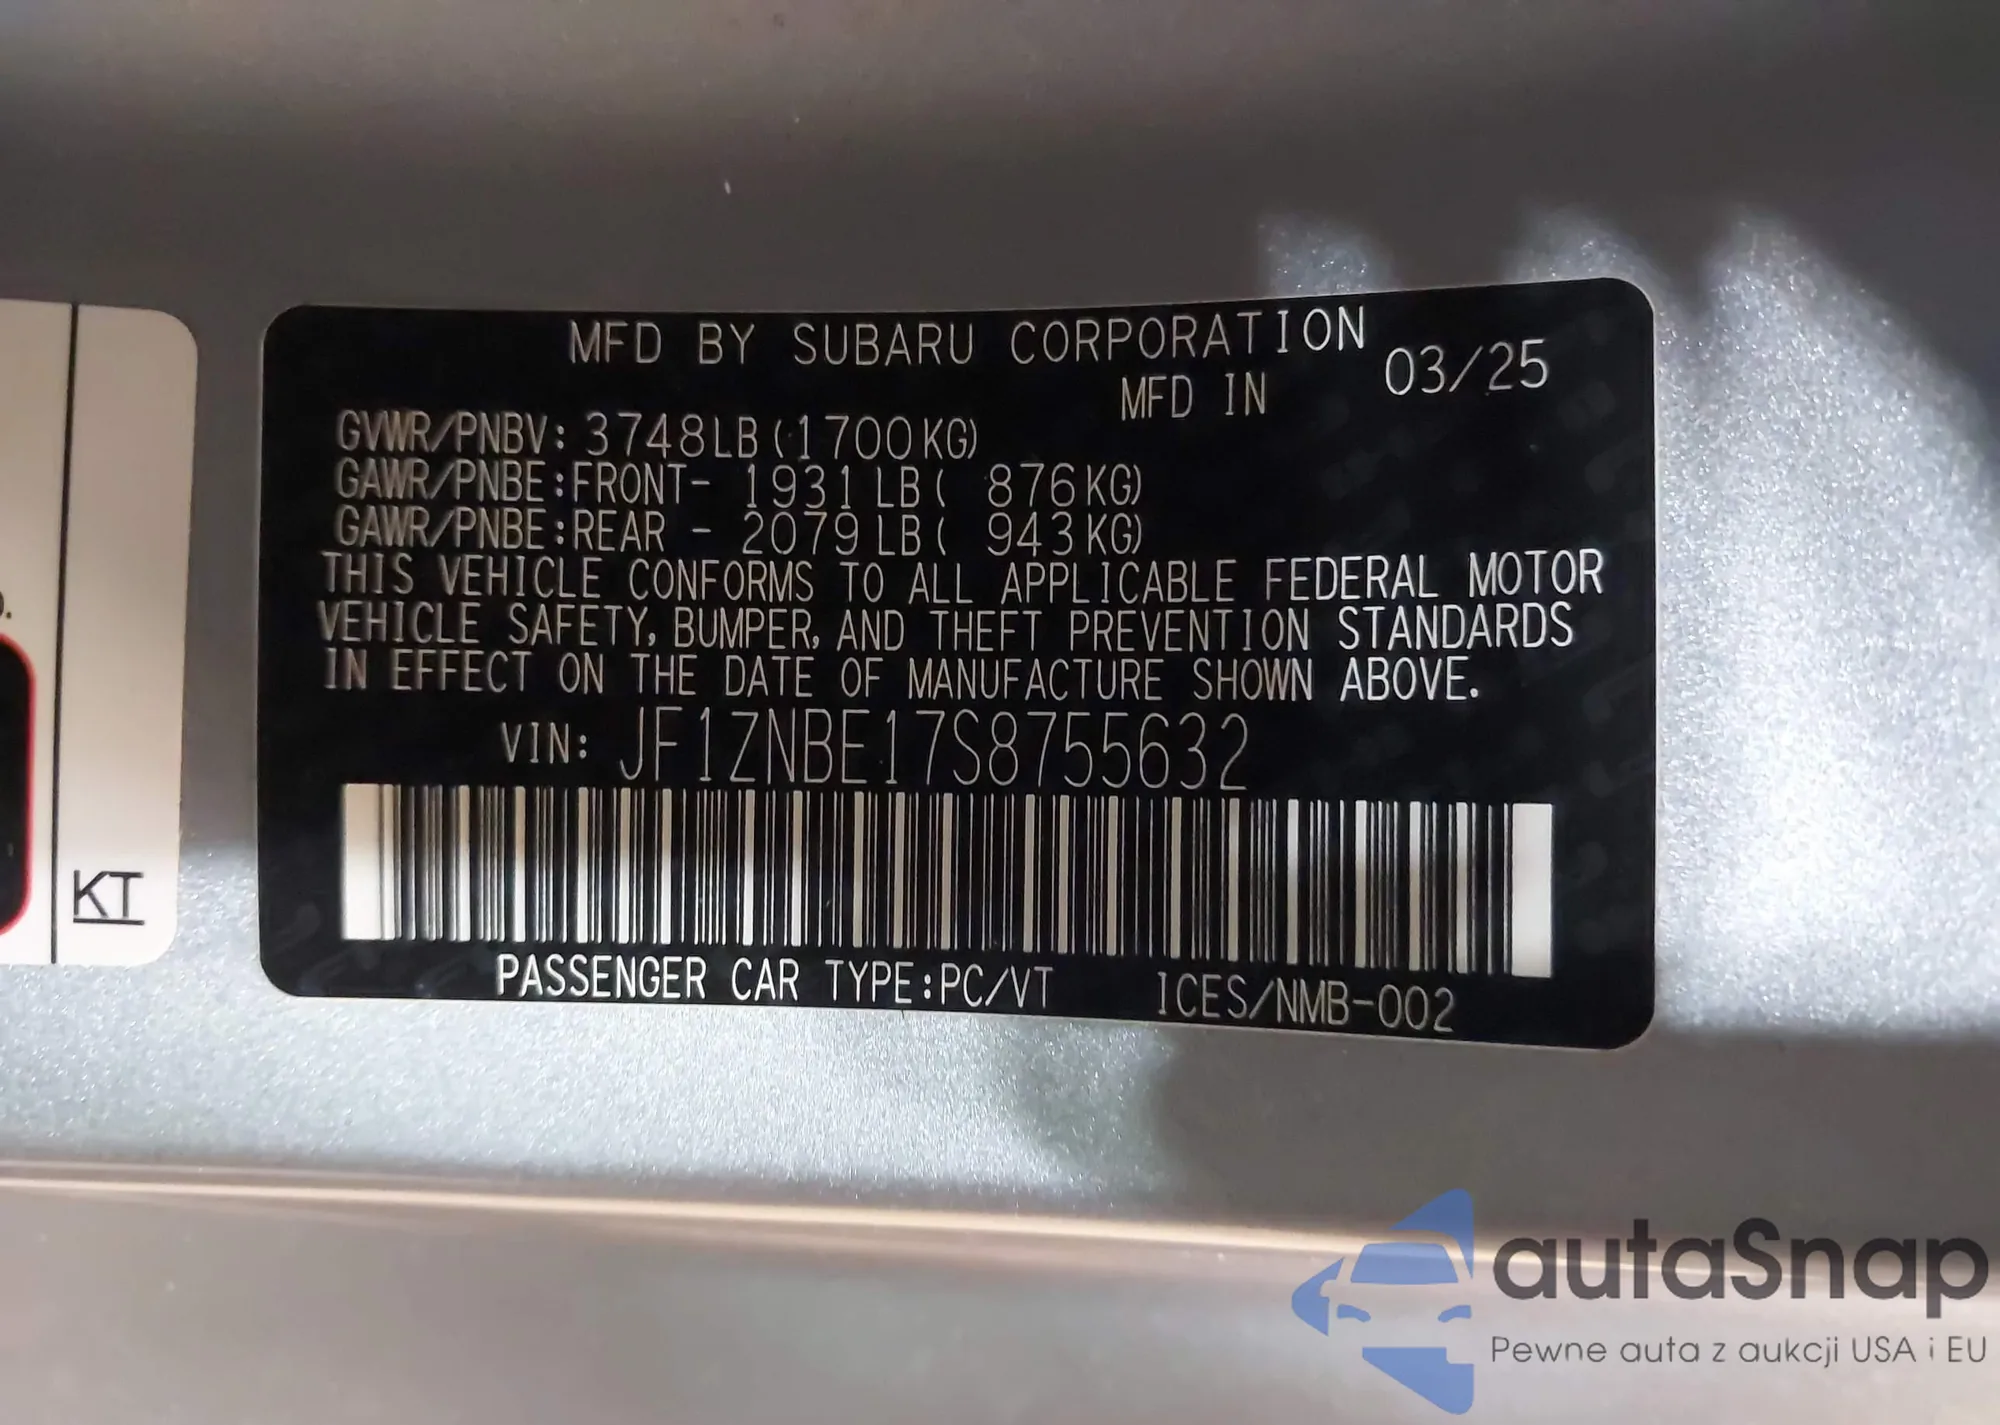 MFD BY SUBARU CORPORATION
MFD IN 03/25
GVWR/PNBV: 3748LB(1700KG)
GAWR/PNBE:FRONT- 1931LB( 876KG)
GAWR/PNBE:REAR - 2079LB( 943KG)
THIS VEHICLE CONFORMS TO ALL APPLICABLE FEDERAL MOTOR
VEHICLE SAFETY, BUMPER, AND THEFT PREVENTION STANDARDS
IN EFFECT ON THE DATE OF MANUFACTURE SHOWN ABOVE.
VIN: JF1ZNBE17S8755632
PASSENGER CAR TYPE:PC/VT ICES/NMB-002
KT
autaSnap
Pewne auta z aukcji USA i EU